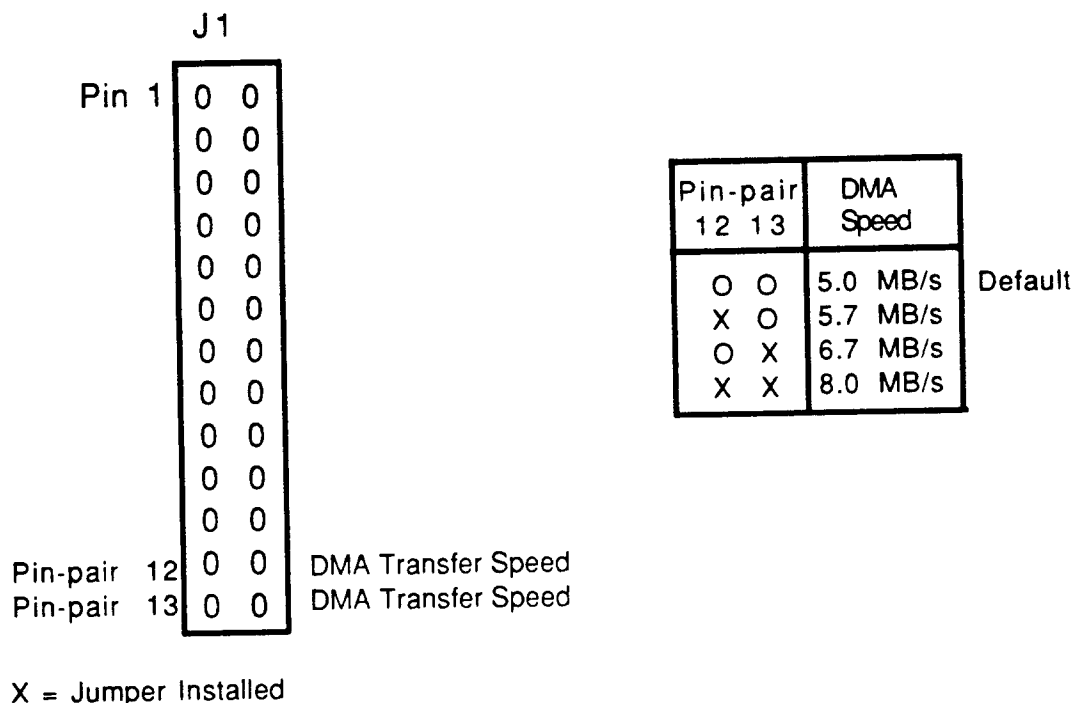 J1
Pin 1 0 0
0 0
0 0
0 0
0 0
0 0
0 0
0 0
0 0
0 0
0 0
Pin-pair 12 0 0 DMA Transfer Speed
Pin-pair 13 0 0 DMA Transfer Speed
X = Jumper Installed
Pin-pair DMA
12 13 Speed
O O 5.0 MB/s Default
X O 5.7 MB/s
O X 6.7 MB/s
X X 8.0 MB/s